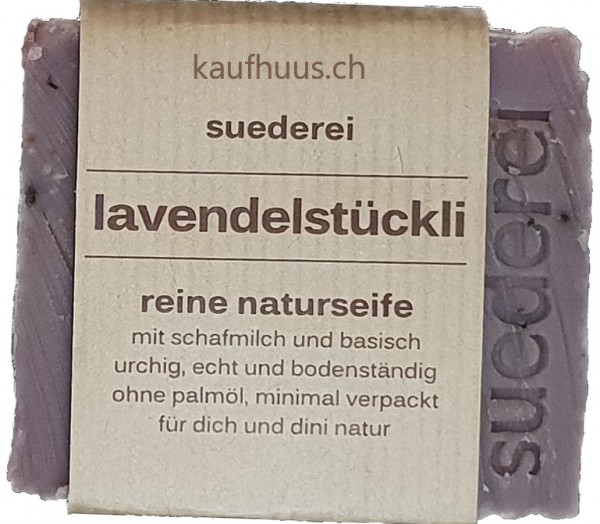 kaufhuus.ch
suederei
lavendelstückli
reine naturseife
mit schafmilch und basisch
urchig, echt und bodenständig
ohne palmöl, minimal verpackt
für dich und dini natur
suederei